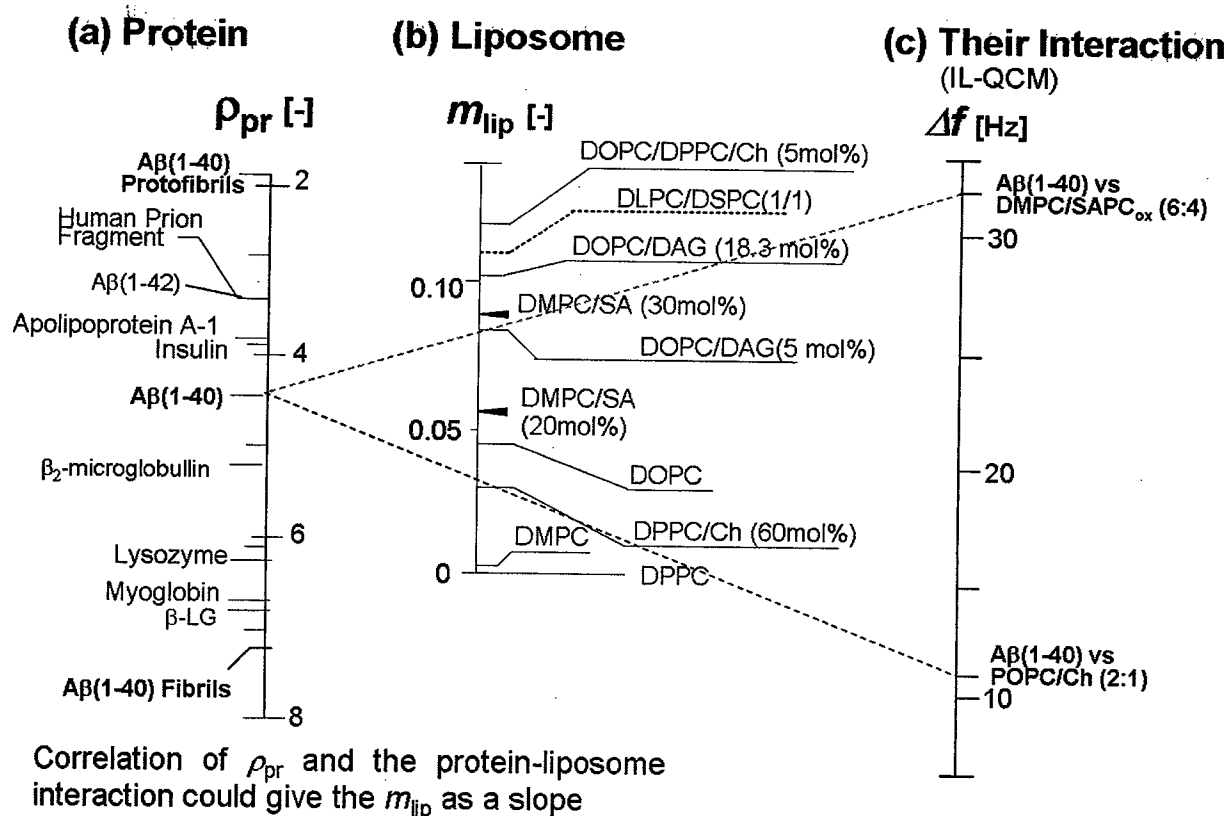 (a) Protein
(b) Liposome
(c) Their Interaction
(IL-QCM)
ρpr [-]
mlip [-]
Δf [Hz]
Aβ(1-40)
Protofibrils
2
Human Prion
Fragment
Aβ(1-42)
Apolipoprotein A-1
Insulin
4
Aβ(1-40)
β2-microglobullin
6
Lysozyme
Myoglobin
β-LG
Aβ(1-40) Fibrils
8
DOPC/DPPC/Ch (5mol%)
DLPC/DSPC(1/1)
DOPC/DAG (18.3 mol%)
0.10
DMPC/SA (30mol%)
DOPC/DAG(5 mol%)
DMPC/SA
(20mol%)
0.05
DOPC
DPPC/Ch (60mol%)
DMPC
0
DPPC
Aβ(1-40) vs
DMPC/SAPCox (6:4)
30
20
Aβ(1-40) vs
POPC/Ch (2:1)
10
Correlation of ρpr and the protein-liposome
interaction could give the mlip as a slope